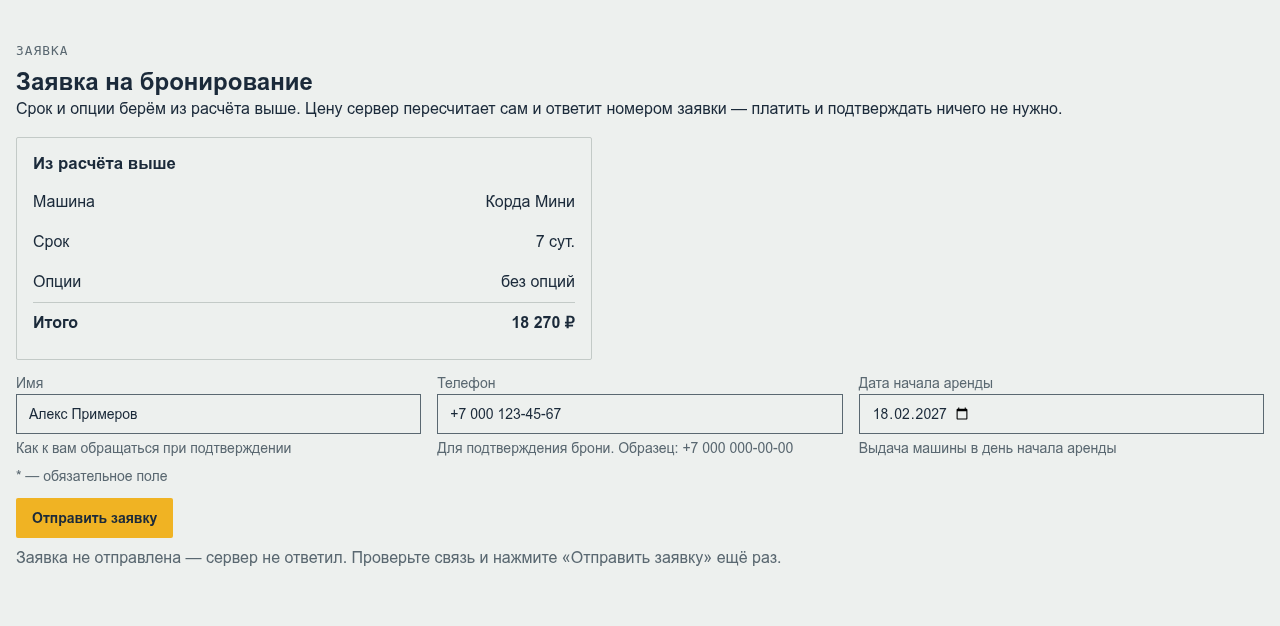 ЗАЯВКА
Заявка на бронирование
Срок и опции берём из расчёта выше. Цену сервер пересчитает сам и ответит номером заявки — платить и подтверждать ничего не нужно.
Из расчёта выше
Машина Корда Мини
Срок 7 сут.
Опции без опций
Итого 18 270 ₽
Имя Телефон Дата начала аренды
Алекс Примеров +7 000 123-45-67 18.02.2027
Как к вам обращаться при подтверждении Для подтверждения брони. Образец: +7 000 000-00-00 Выдача машины в день начала аренды
* — обязательное поле
Отправить заявку
Заявка не отправлена — сервер не ответил. Проверьте связь и нажмите «Отправить заявку» ещё раз.